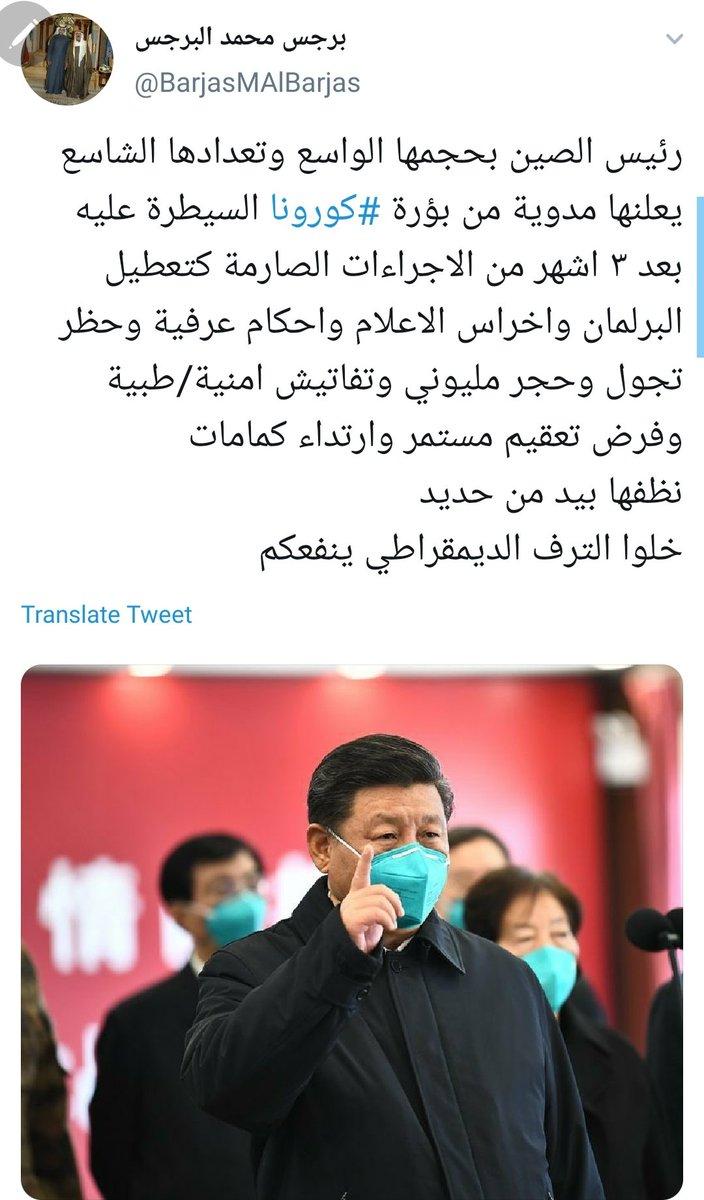 برجس محمد البرجس
@BarjasMAlBarjas
رئيس الصين بحجمها الواسع وتعدادها الشاسع
يعلنها مدوية من بؤرة #كورونا السيطرة عليه
بعد ٣ اشهر من الاجراءات الصارمة كتعطيل
البرلمان واخراس الاعلام واحكام عرفية وحظر
تجول وحجر مليوني وتفاتيش امنية/طبية
وفرض تعقيم مستمر وارتداء كمامات
نظفها بيد من حديد
خلوا الترف الديمقراطي ينفعكم
Translate Tweet
情